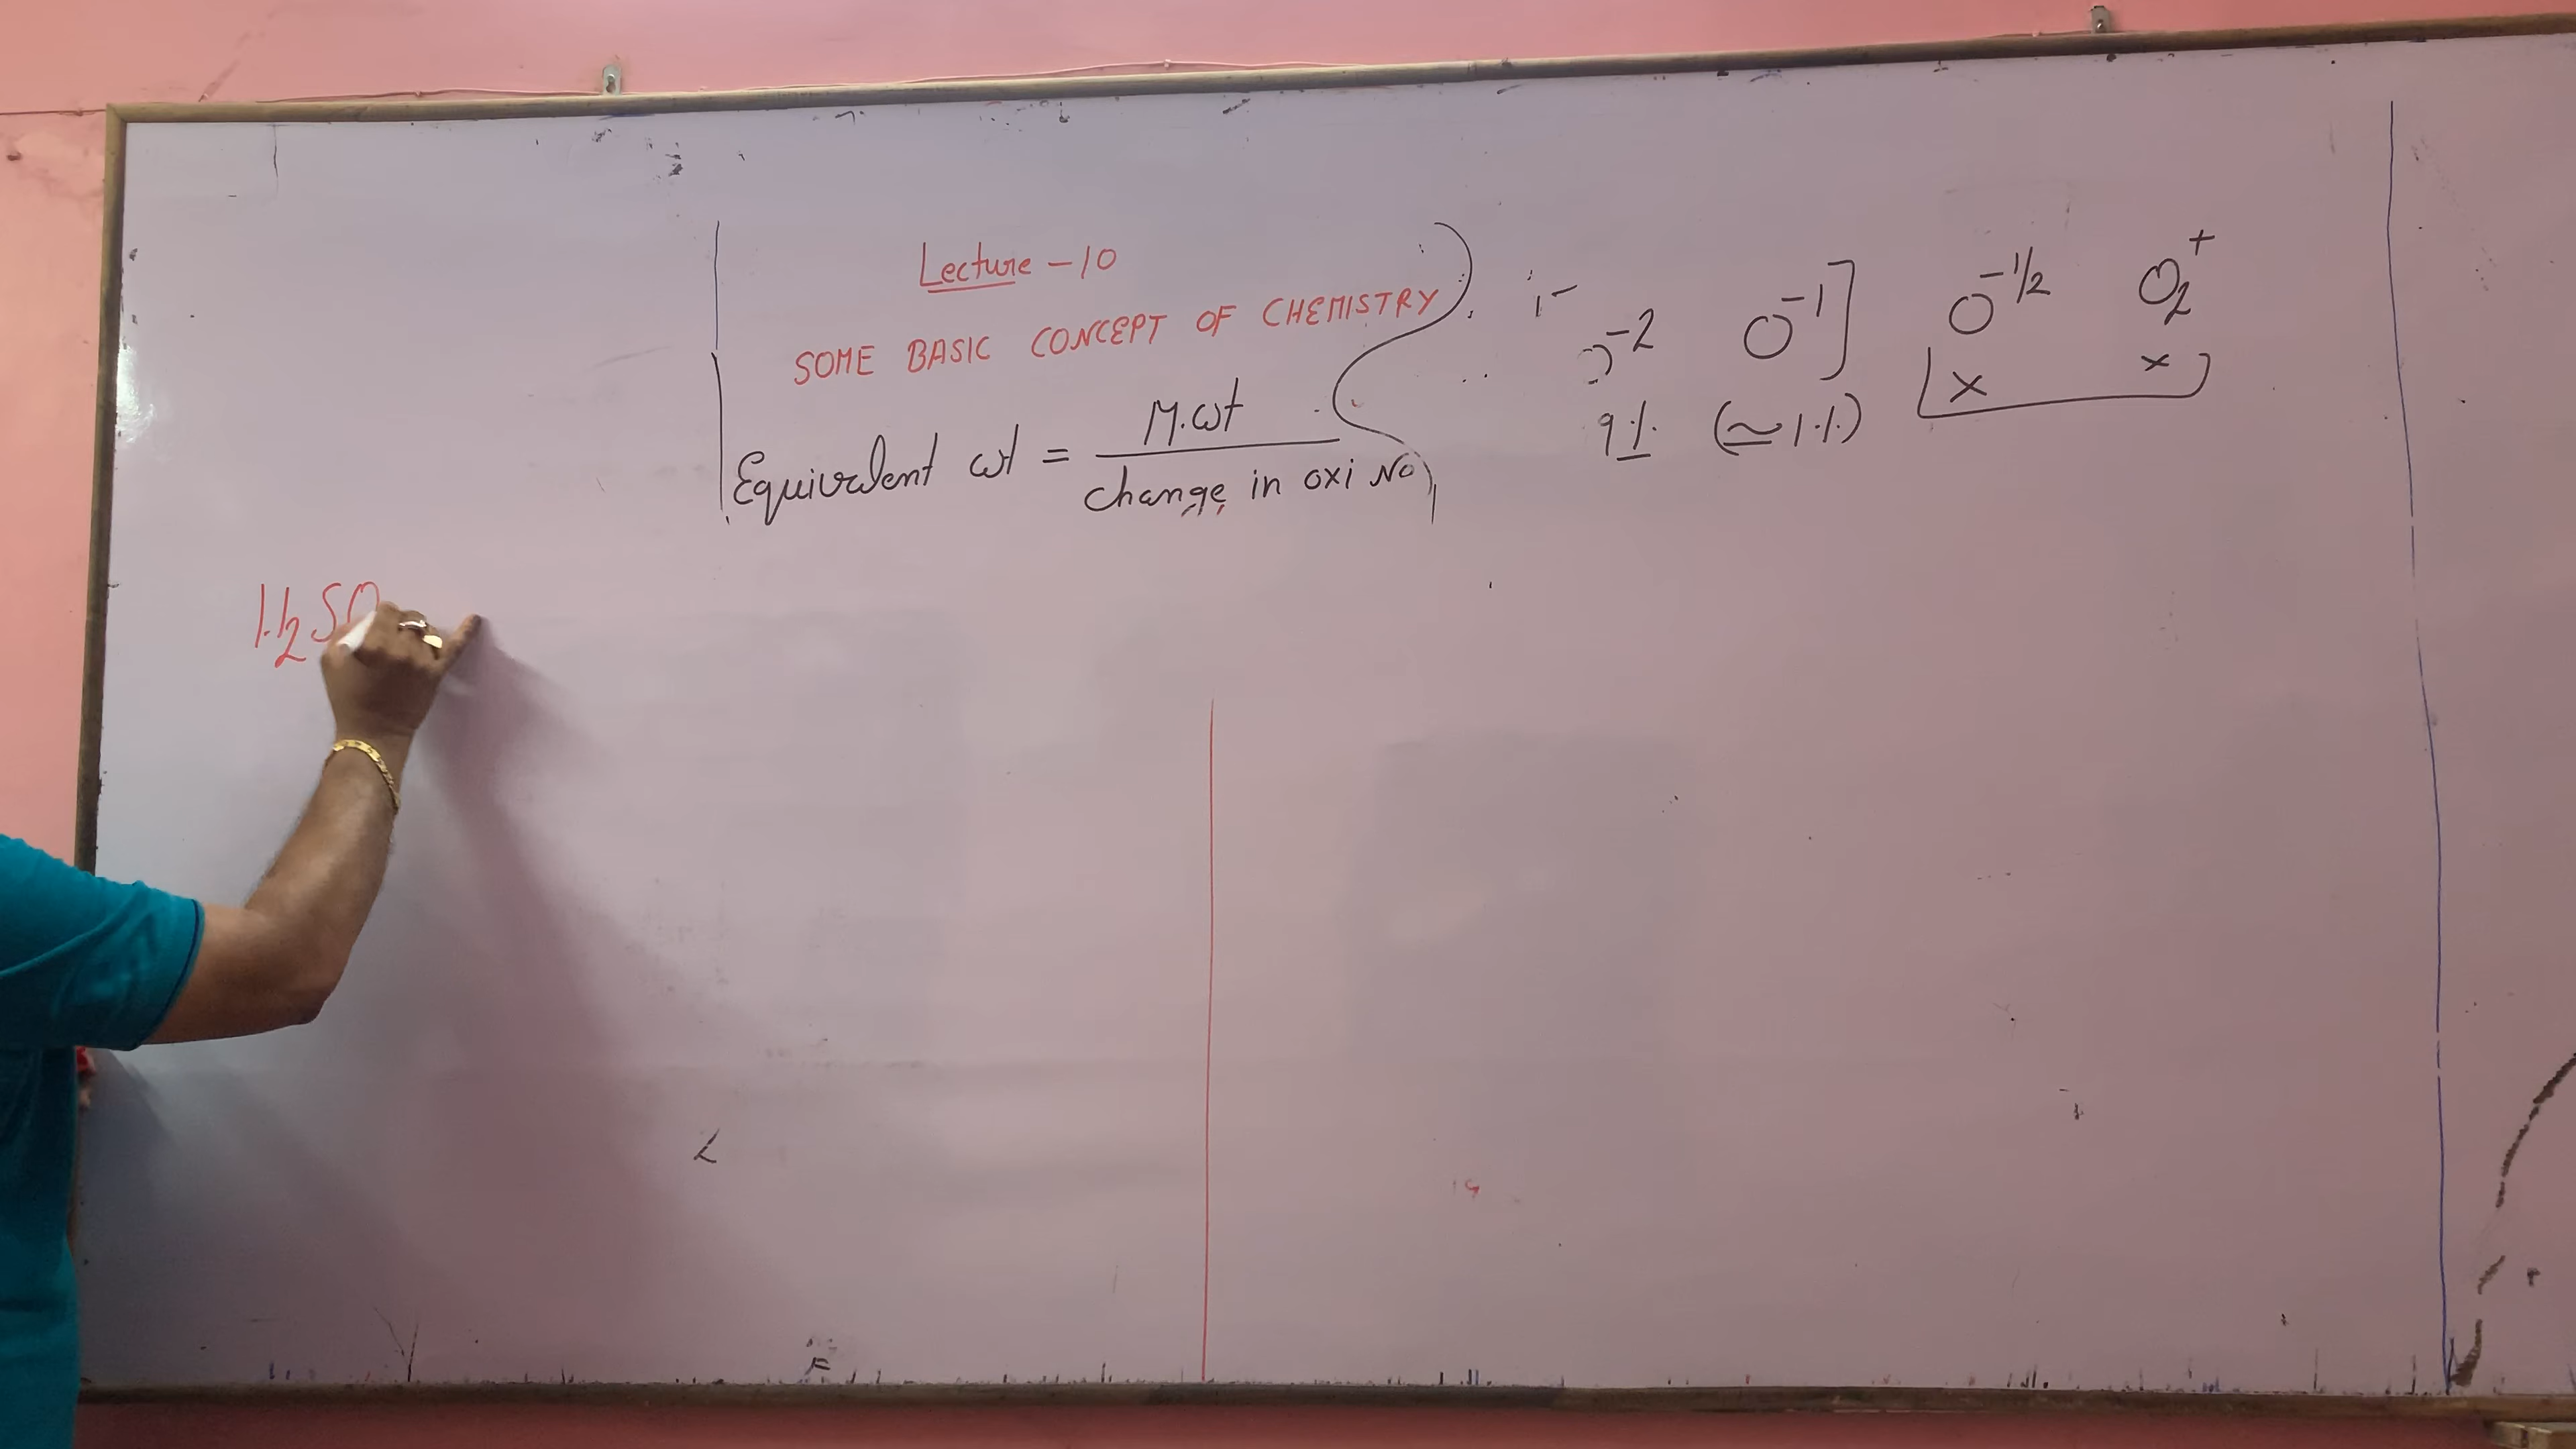 Lecture - 10
SOME BASIC CONCEPT OF CHEMISTRY
Equivalent wt = M.wt / change in oxi No
O⁻² O⁻¹] O⁻¹/² O₂⁺
9% (≃1%) x x
H₂SO